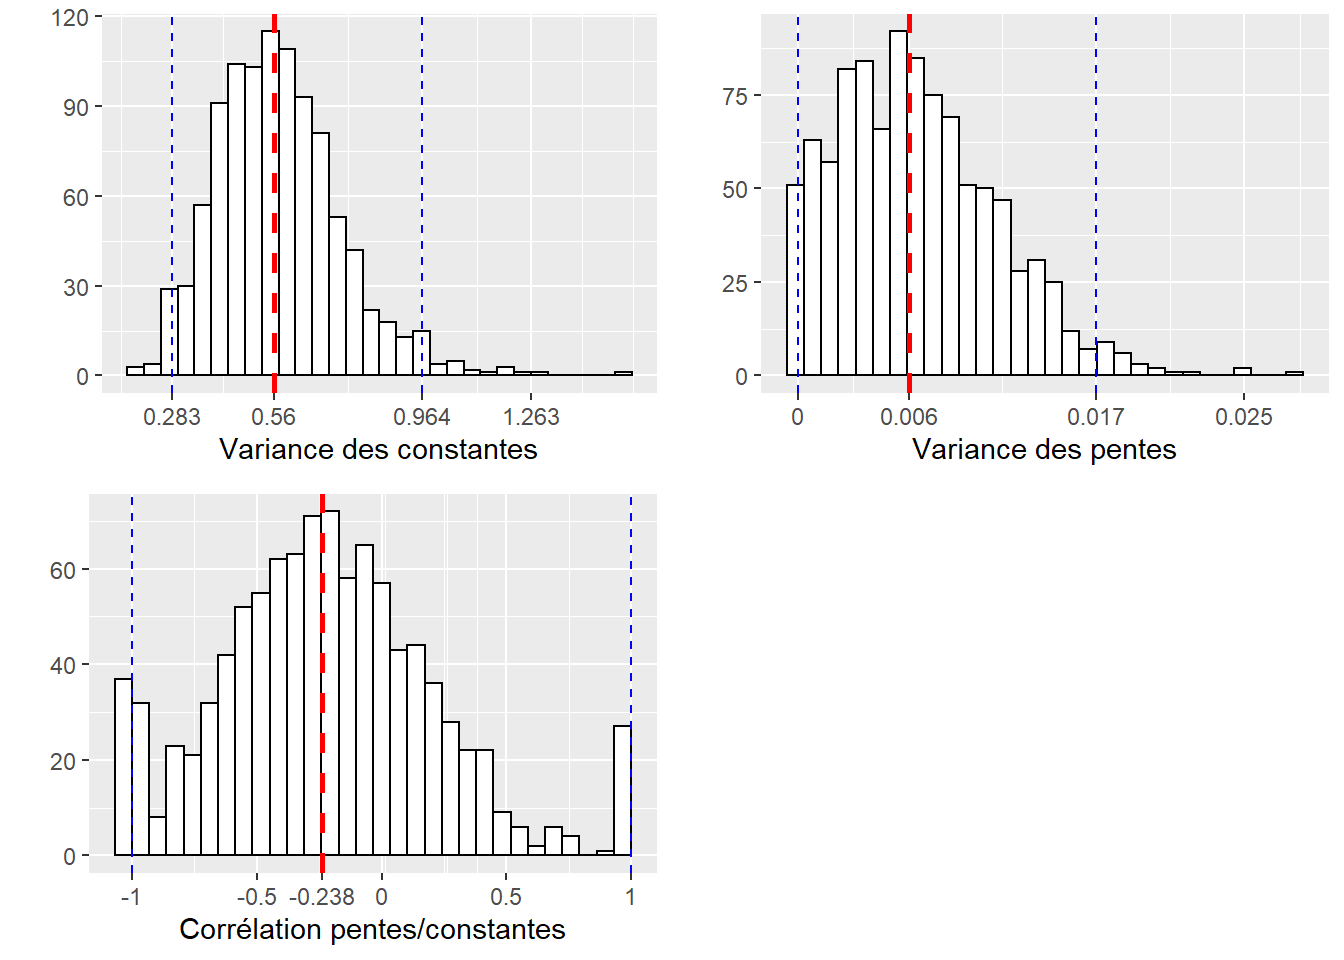 120
90
60
30
0
0.283 0.56 0.964 1.263
Variance des constantes
75
50
25
0
0 0.006 0.017 0.025
Variance des pentes
60
40
20
0
-1 -0.5 -0.238 0 0.5 1
Corrélation pentes/constantes